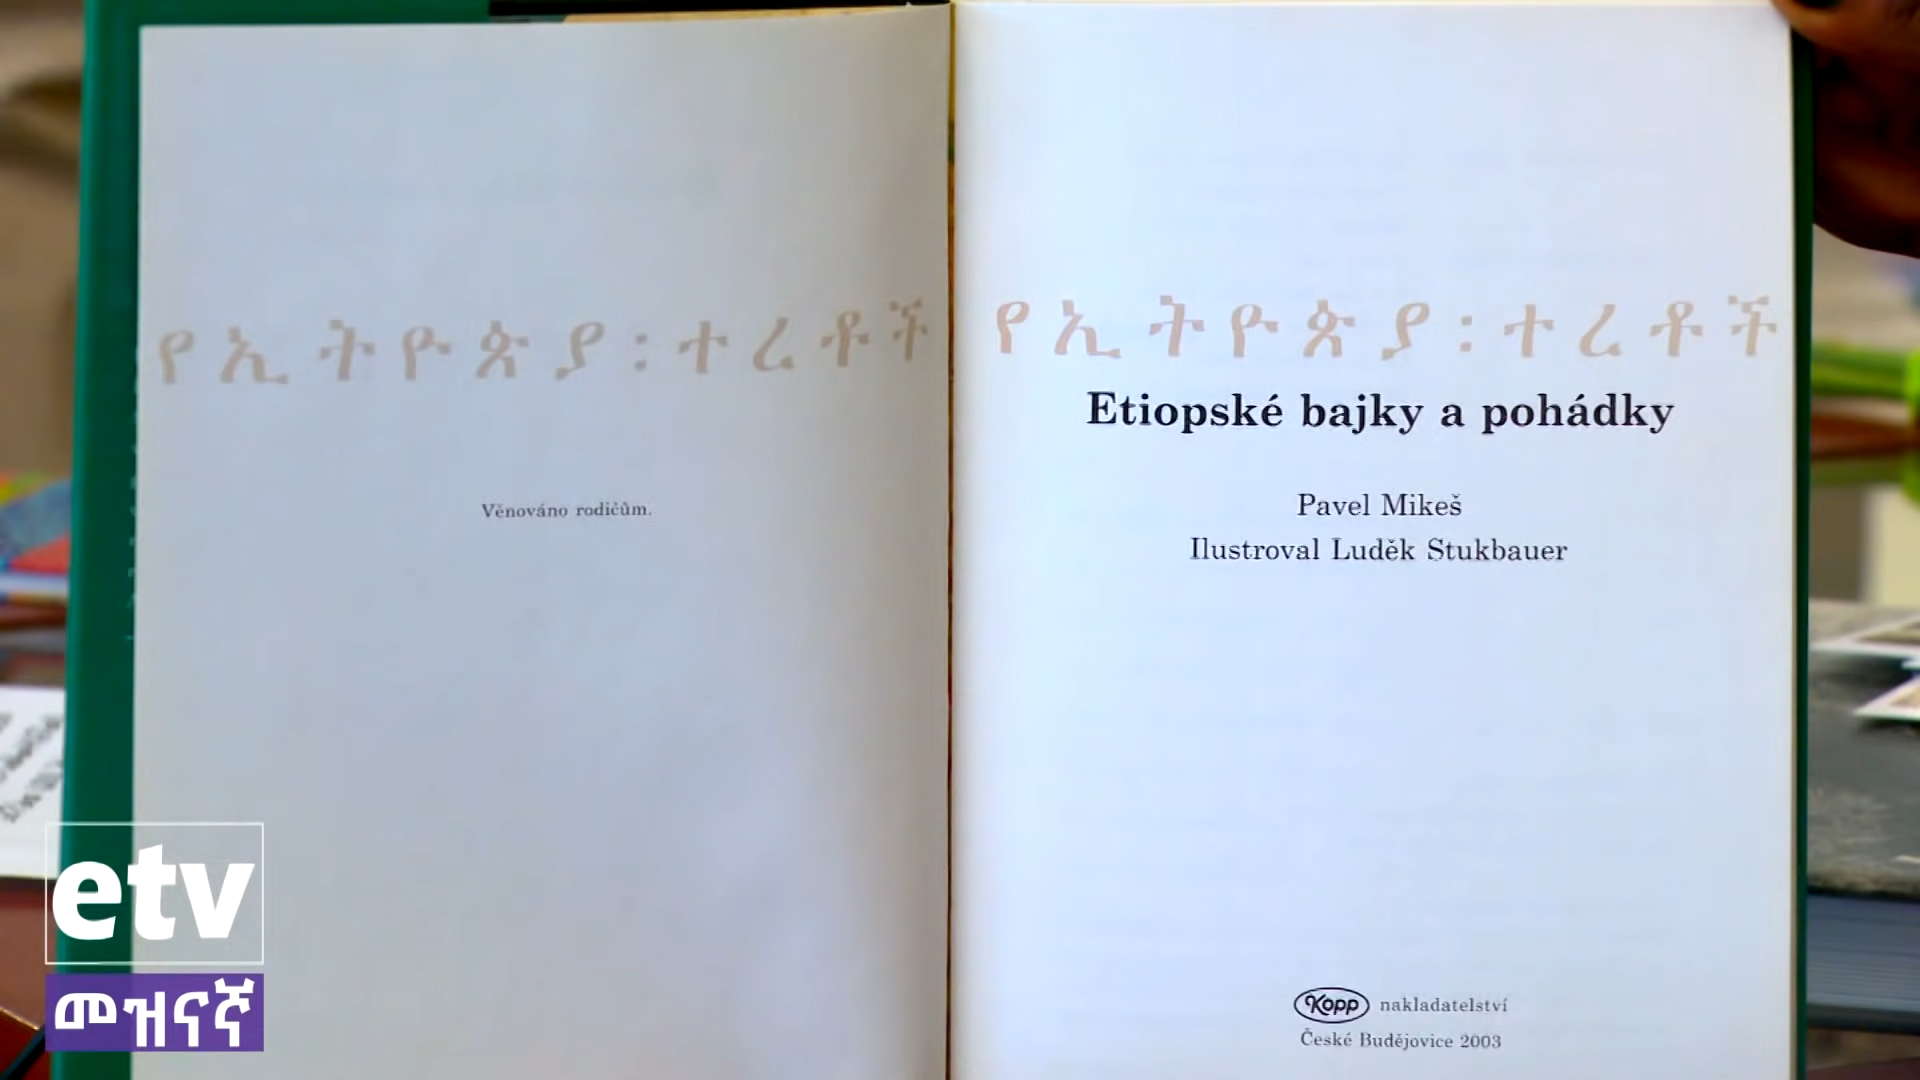 የኢትዮጵያ፡ተረቶች
Věnováno rodičům.
የኢትዮጵያ፡ተረቶች
Etiopské bajky a pohádky
Pavel Mikeš
Ilustroval Luděk Stukbauer
Kopp nakladatelství
České Budějovice 2003
etv
መዝናኛ